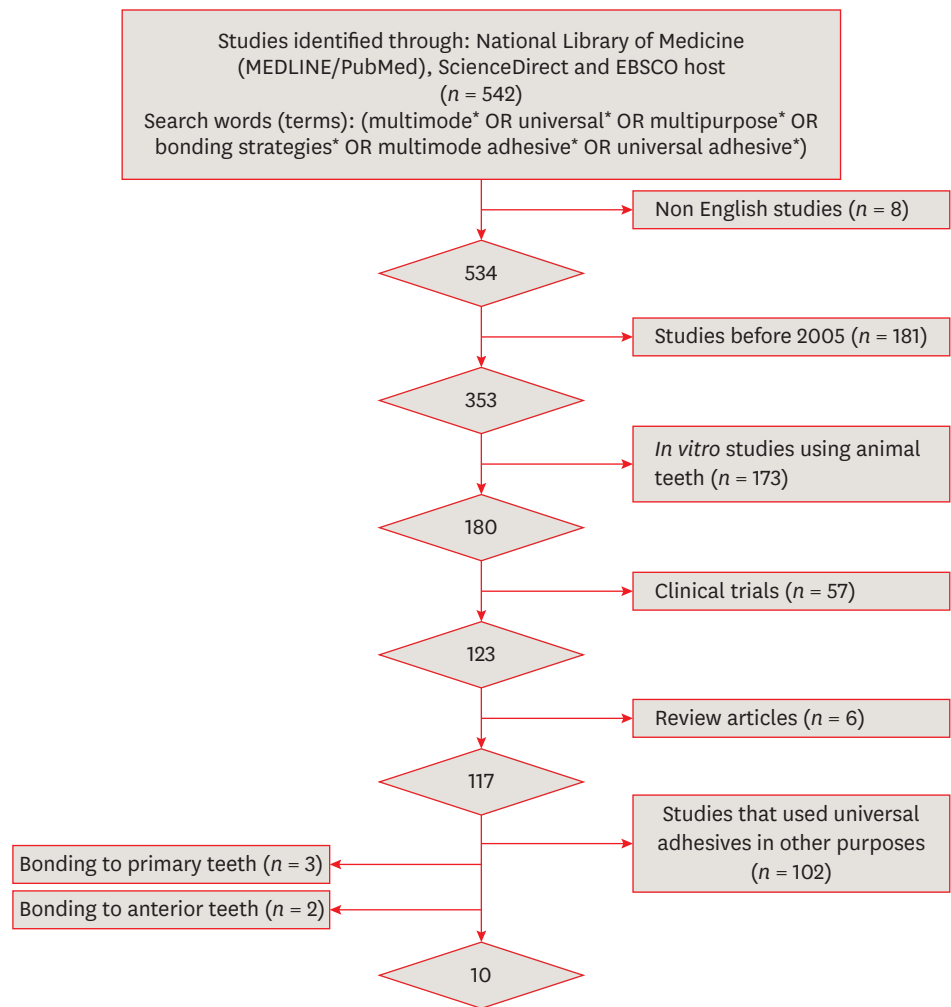 Studies identified through: National Library of Medicine
(MEDLINE/PubMed), ScienceDirect and EBSCO host
(n = 542)
Search words (terms): (multimode* OR universal* OR multipurpose* OR
bonding strategies* OR multimode adhesive* OR universal adhesive*)
Non English studies (n = 8)
534
Studies before 2005 (n = 181)
353
In vitro studies using animal
teeth (n = 173)
180
Clinical trials (n = 57)
123
Review articles (n = 6)
117
Studies that used universal
adhesives in other purposes
(n = 102)
Bonding to primary teeth (n = 3)
Bonding to anterior teeth (n = 2)
10